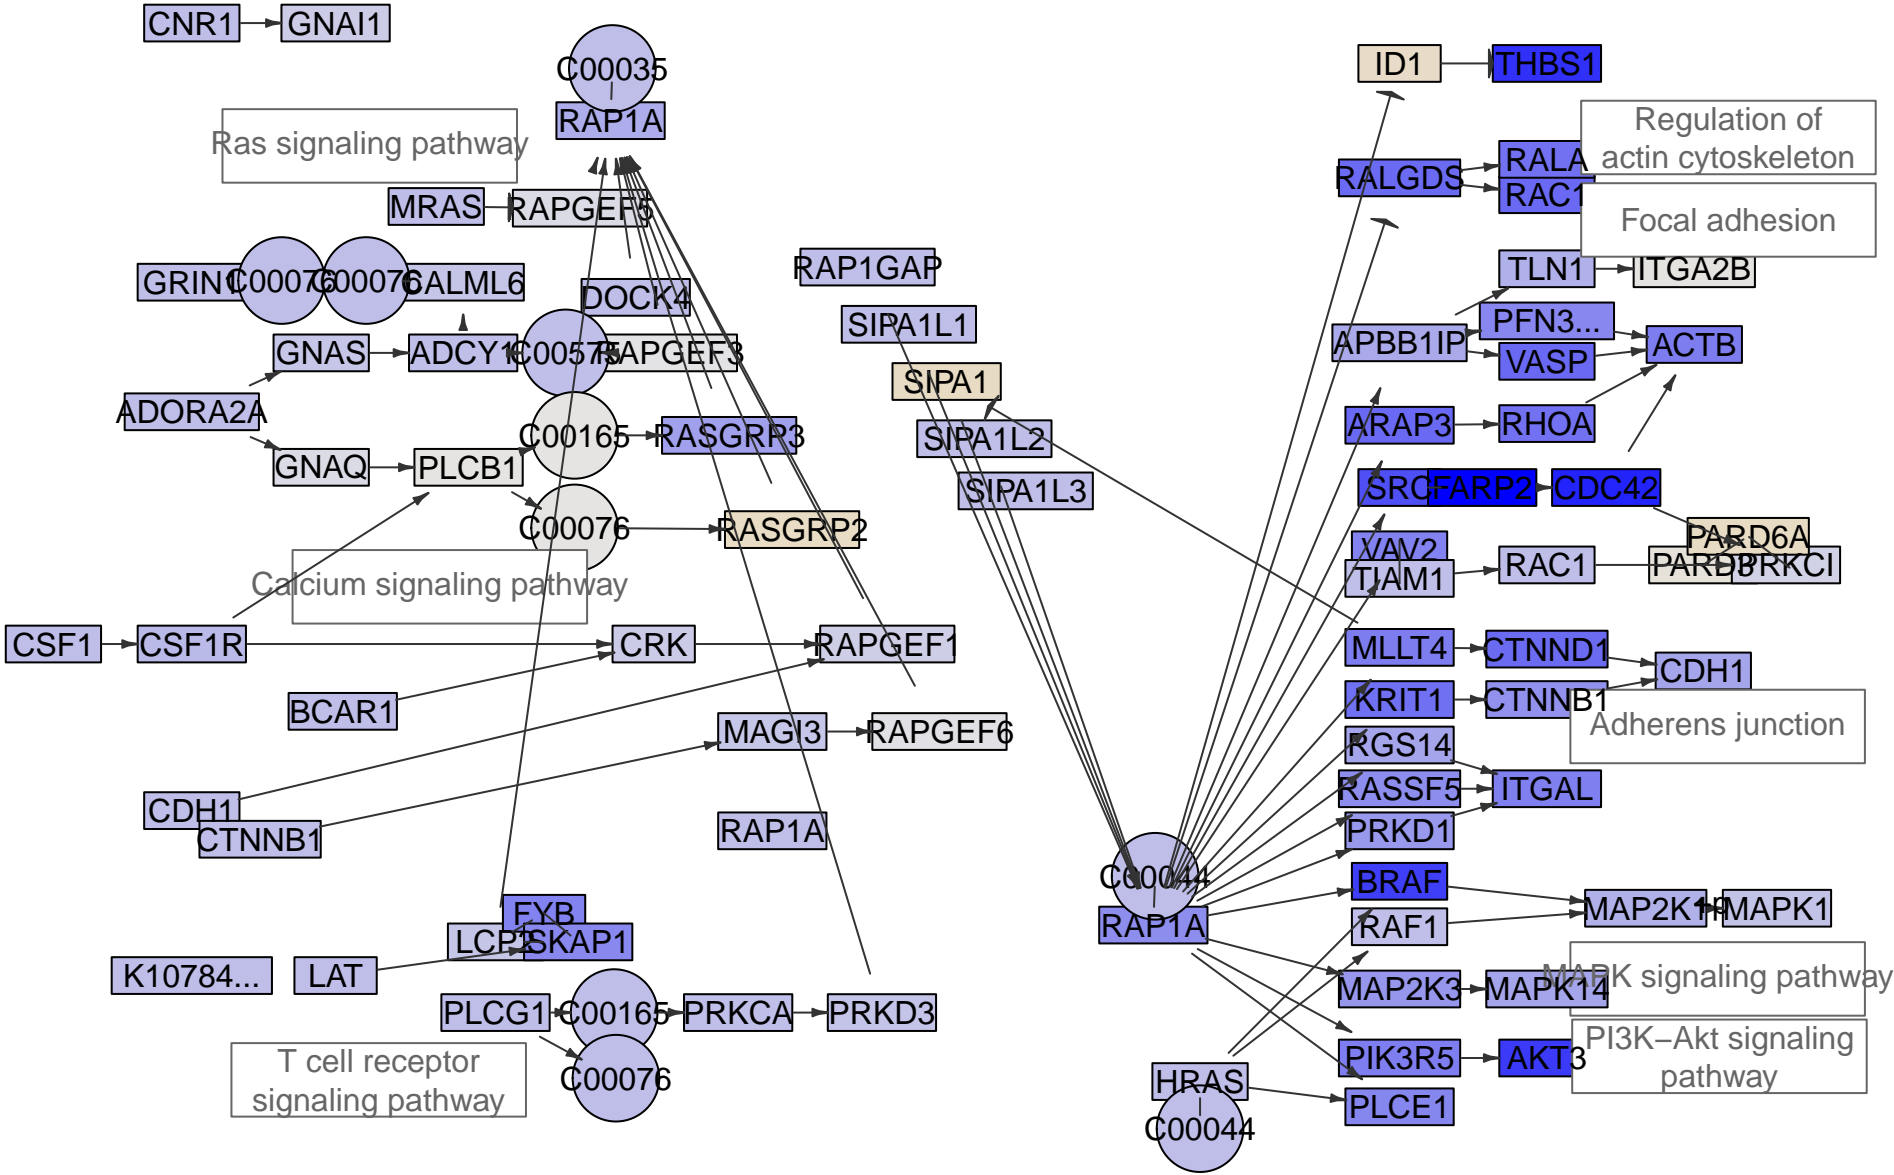 CNR1
GNAI1
C00035
RAP1A
Ras signaling pathway
MRAS
RAPGEF5
GRIN1
C00076
C00076
CALML6
DOCK4
GNAS
ADCY1
C00575
RAPGEF3
ADORA2A
C00165
RASGRP3
GNAQ
PLCB1
C00076
RASGRP2
Calcium signaling pathway
CSF1
CSF1R
CRK
RAPGEF1
BCAR1
MAGI3
RAPGEF6
CDH1
CTNNB1
RAP1A
FYB
LCP2
SKAP1
K10784...
LAT
PLCG1
C00165
PRKCA
PRKD3
T cell receptor
signaling pathway
C00076
RAP1GAP
SIPA1L1
SIPA1
SIPA1L2
SIPA1L3
C00044
RAP1A
HRAS
C00044
ID1
THBS1
Regulation of
actin cytoskeleton
RALGDS
RALA
RAC1
Focal adhesion
TLN1
ITGA2B
APBB1IP
PFN3...
VASP
ACTB
ARAP3
RHOA
SRC
FARP2
CDC42
VAV2
TIAM1
RAC1
PARD6A
PARD3
PRKCI
MLLT4
CTNND1
CDH1
KRIT1
CTNNB1
Adherens junction
RGS14
RASSF5
ITGAL
PRKD1
BRAF
RAF1
MAP2K1
+p
MAPK1
MAP2K3
MAPK14
MAPK signaling pathway
PIK3R5
AKT3
PI3K−Akt signaling
pathway
PLCE1